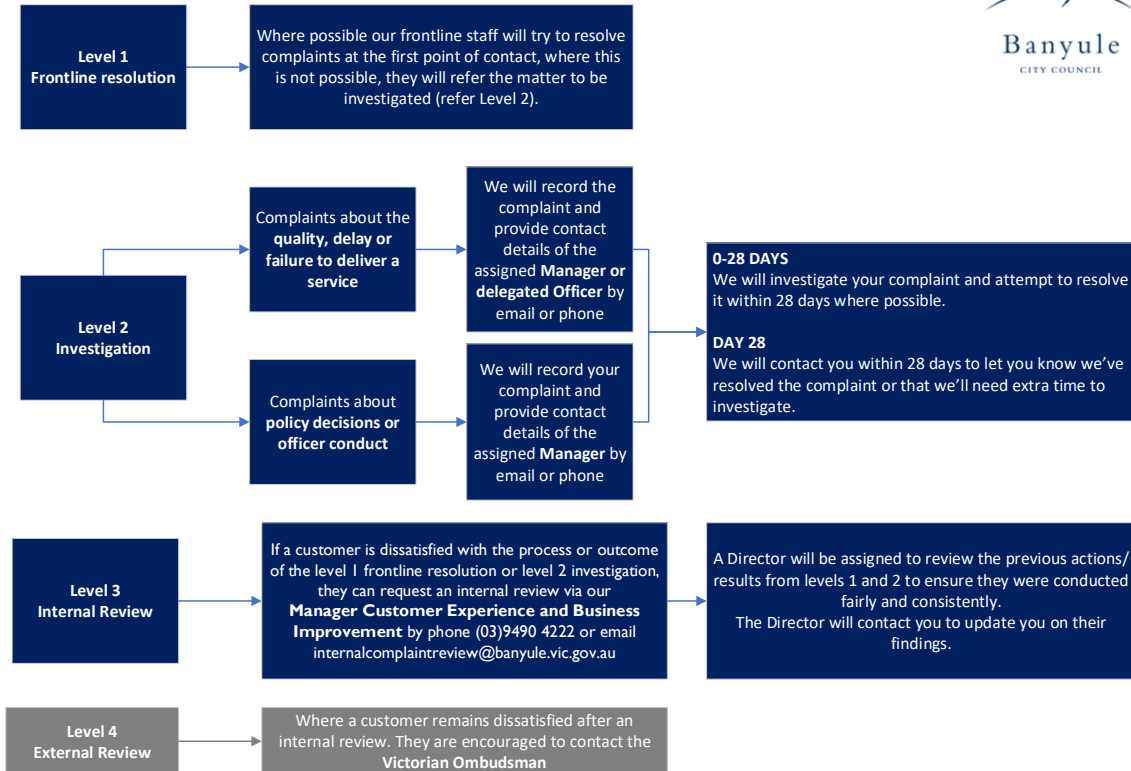 Banyule
CITY COUNCIL
Level 1
Frontline resolution
Where possible our frontline staff will try to resolve
complaints at the first point of contact, where this
is not possible, they will refer the matter to be
investigated (refer Level 2).
Level 2
Investigation
Complaints about the
quality, delay or
failure to deliver a
service
We will record the
complaint and
provide contact
details of the
assigned Manager or
delegated Officer by
email or phone
Complaints about
policy decisions or
officer conduct
We will record your
complaint and
provide contact
details of the
assigned Manager by
email or phone
0-28 DAYS
We will investigate your complaint and attempt to resolve
it within 28 days where possible.
DAY 28
We will contact you within 28 days to let you know we’ve
resolved the complaint or that we’ll need extra time to
investigate.
Level 3
Internal Review
If a customer is dissatisfied with the process or outcome
of the level 1 frontline resolution or level 2 investigation,
they can request an internal review via our
Manager Customer Experience and Business
Improvement by phone (03)9490 4222 or email
internalcomplaintreview@banyule.vic.gov.au
A Director will be assigned to review the previous actions/
results from levels 1 and 2 to ensure they were conducted
fairly and consistently.
The Director will contact you to update you on their
findings.
Level 4
External Review
Where a customer remains dissatisfied after an
internal review. They are encouraged to contact the
Victorian Ombudsman